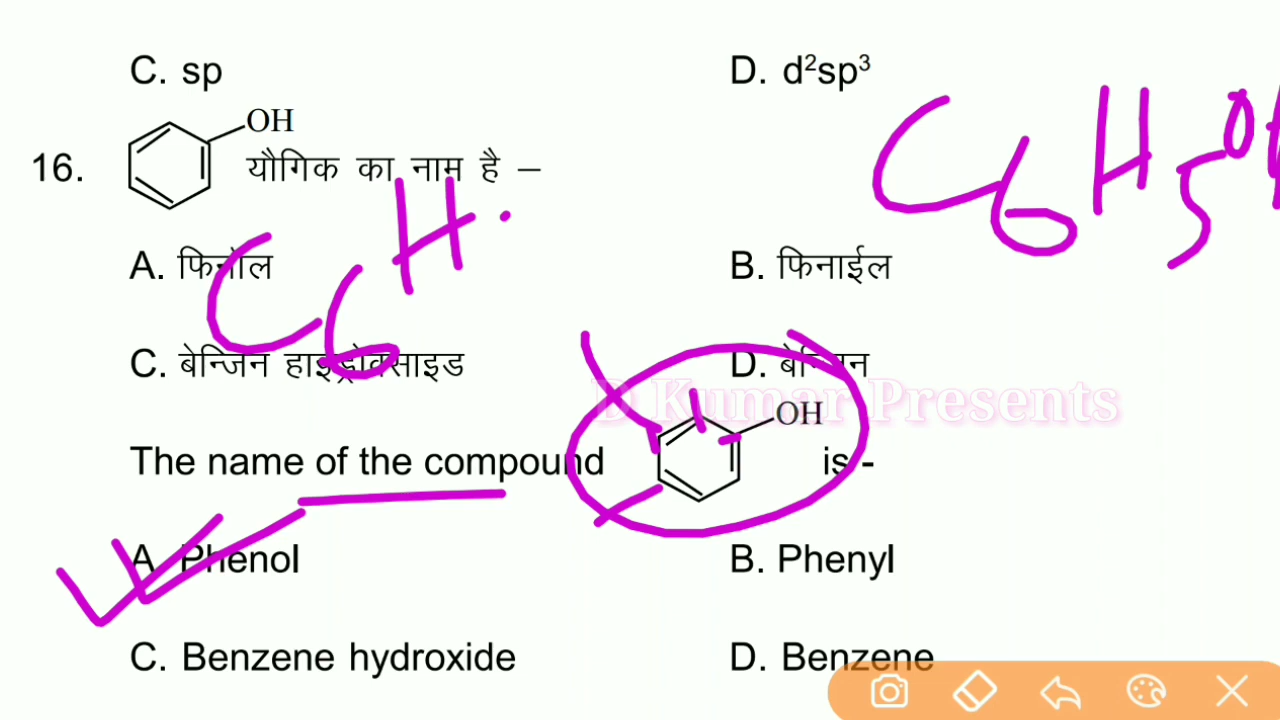 C. sp D. d²sp³
OH
16. यौगिक का नाम है –
C6H5O
A. फिनोल B. फिनाईल
C6H
C. बेन्जिन हाइड्रोक्साइड D. बेन्जिन
D Kumar Presents
OH
The name of the compound is -
A. Phenol B. Phenyl
C. Benzene hydroxide D. Benzene